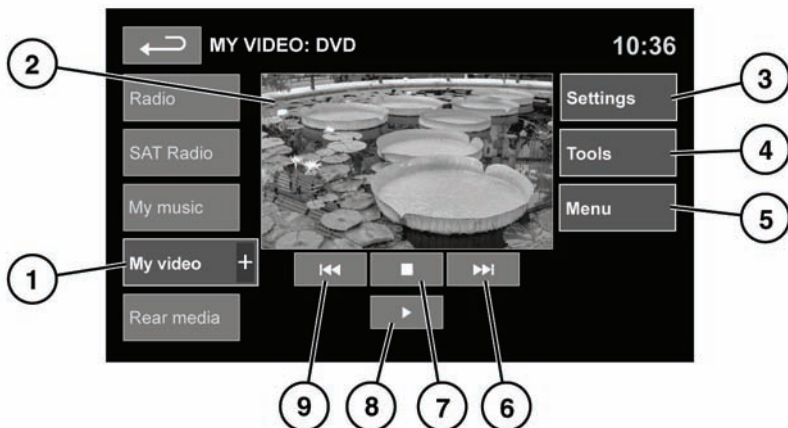 MY VIDEO: DVD 10:36
2
Radio
Settings
3
SAT Radio
Tools
4
My music
Menu
5
1
My video +
Rear media
9 8 7 6